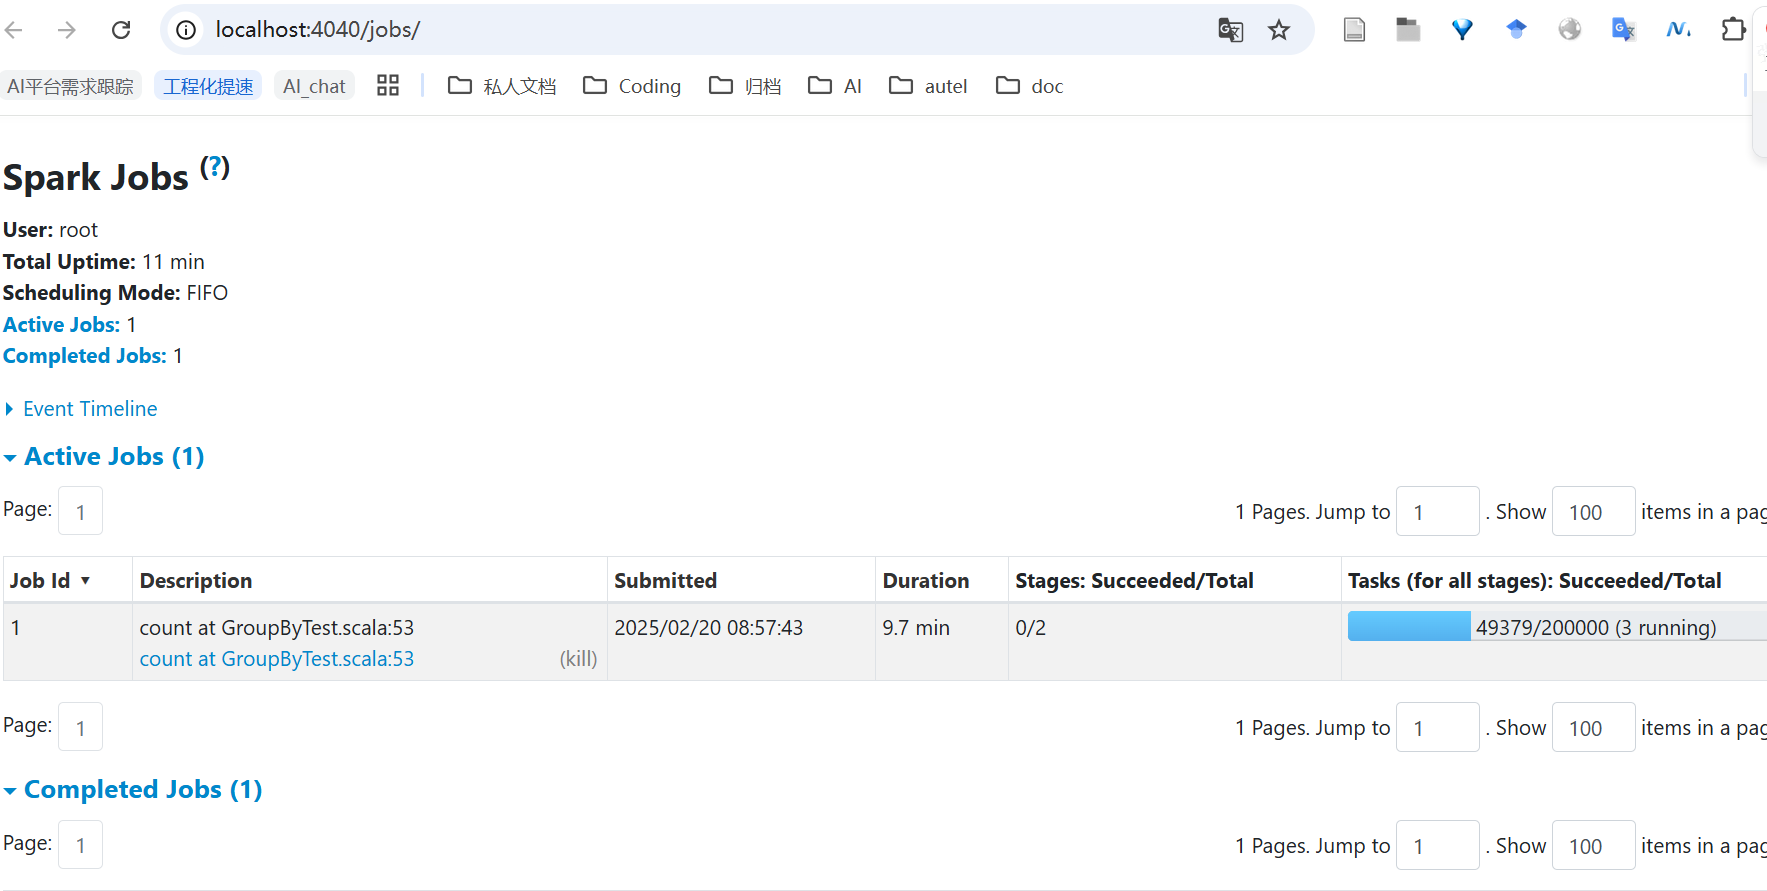 localhost:4040/jobs/
AI平台需求跟踪 工程化提速 AI_chat 私人文档 Coding 归档 AI autel doc
Spark Jobs (?)
User: root
Total Uptime: 11 min
Scheduling Mode: FIFO
Active Jobs: 1
Completed Jobs: 1
Event Timeline
Active Jobs (1)
Page: 1 1 Pages. Jump to 1 . Show 100 items in a pag
Job Id ▼ Description Submitted Duration Stages: Succeeded/Total Tasks (for all stages): Succeeded/Total
1 count at GroupByTest.scala:53 2025/02/20 08:57:43 9.7 min 0/2 49379/200000 (3 running)
count at GroupByTest.scala:53 (kill)
Page: 1 1 Pages. Jump to 1 . Show 100 items in a pag
Completed Jobs (1)
Page: 1 1 Pages. Jump to 1 . Show 100 items in a pag